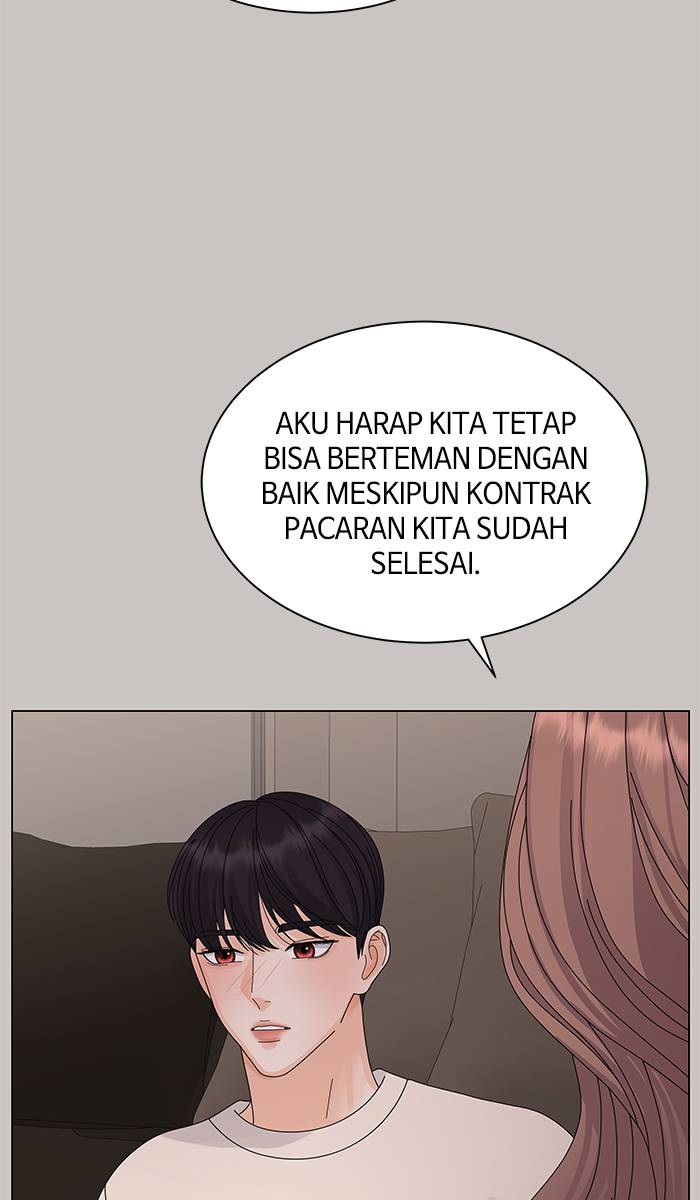 AKU HARAP KITA TETAP
BISA BERTEMAN DENGAN
BAIK MESKIPUN KONTRAK
PACARAN KITA SUDAH
SELESAI.